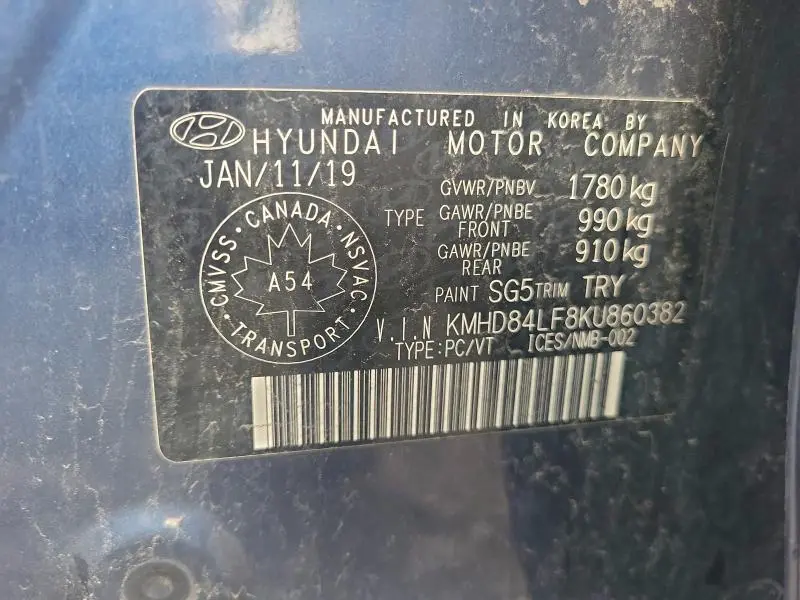 MANUFACTURED IN KOREA BY
HYUNDAI MOTOR COMPANY
JAN/11/19
GVWR/PNBV 1780 kg
TYPE GAWR/PNBE FRONT 990 kg
GAWR/PNBE REAR 910 kg
PAINT SG5 TRIM TRY
V.I.N KMHD84LF8KU860382
TYPE:PC/VT ICES/NMB-002
CMVSS · CANADA · NSVAC
A54
· TRANSPORT ·